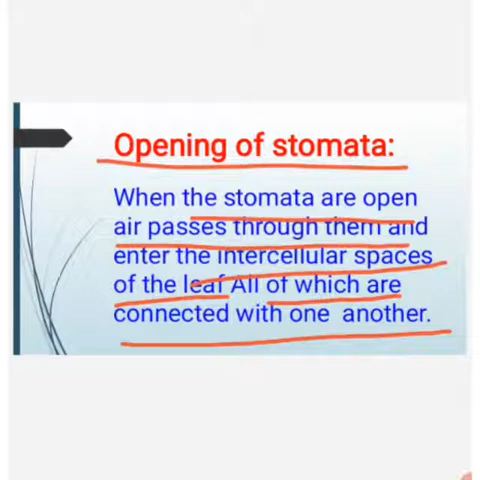 Opening of stomata:
When the stomata are open
air passes through them and
enter the intercellular spaces
of the leaf All of which are
connected with one another.